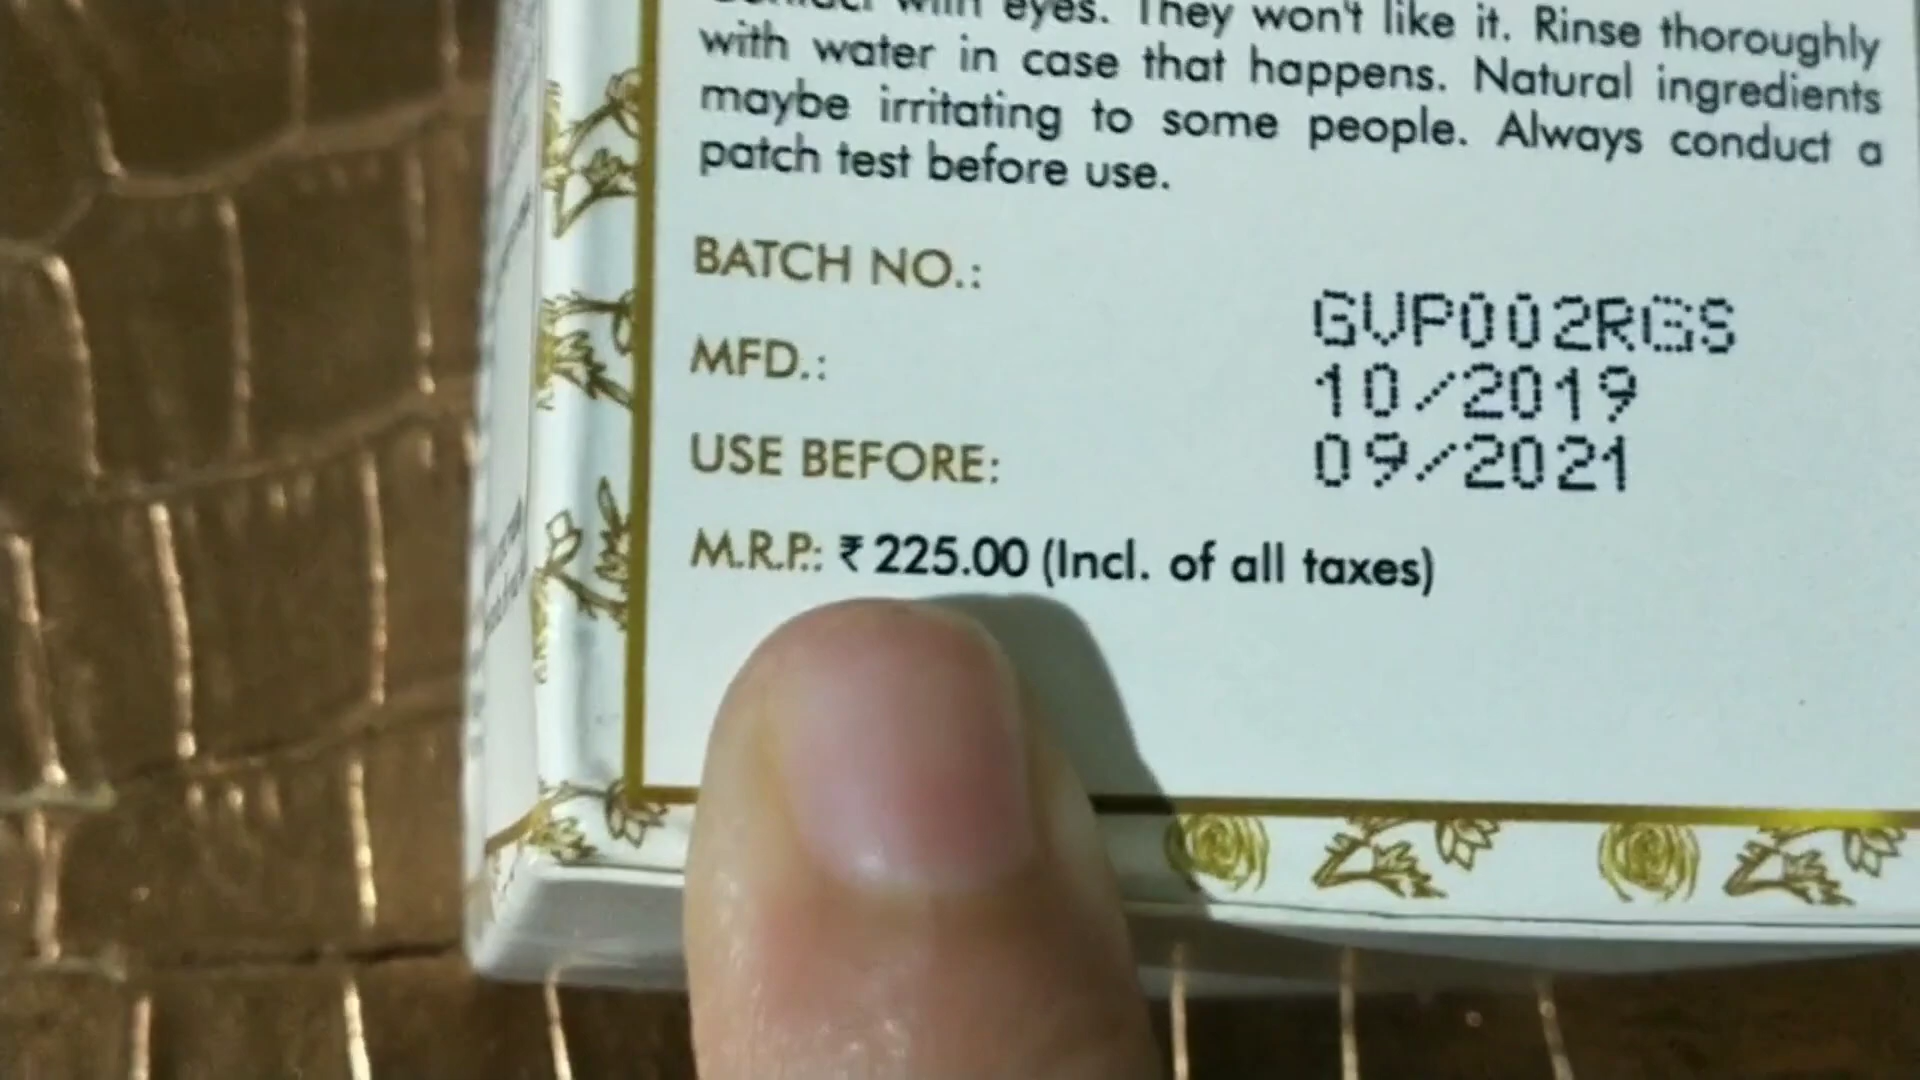 contact with eyes. They won't like it. Rinse thoroughly
with water in case that happens. Natural ingredients
maybe irritating to some people. Always conduct a
patch test before use.
BATCH NO.:
GVP002RGS
MFD.:
10/2019
USE BEFORE:
09/2021
M.R.P.: ₹ 225.00 (Incl. of all taxes)